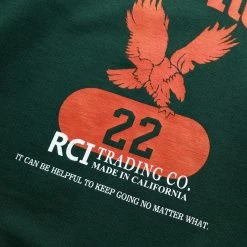 22
RCI TRADING CO.
MADE IN CALIFORNIA
IT CAN BE HELPFUL TO KEEP GOING NO MATTER WHAT.